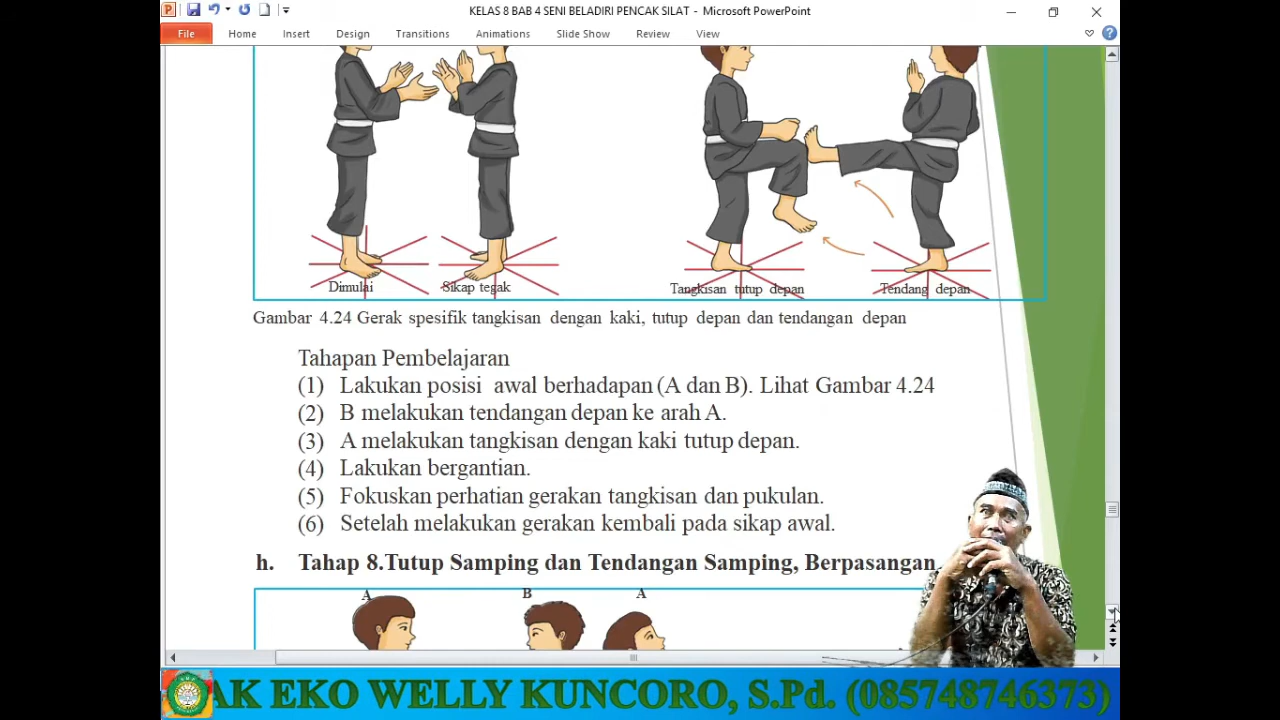 KELAS 8 BAB 4 SENI BELADIRI PENCAK SILAT - Microsoft PowerPoint
File Home Insert Design Transitions Animations Slide Show Review View
Dimulai Sikap tegak Tangkisan tutup depan Tendang depan
Gambar 4.24 Gerak spesifik tangkisan dengan kaki, tutup depan dan tendangan depan
Tahapan Pembelajaran
(1) Lakukan posisi awal berhadapan (A dan B). Lihat Gambar 4.24
(2) B melakukan tendangan depan ke arah A.
(3) A melakukan tangkisan dengan kaki tutup depan.
(4) Lakukan bergantian.
(5) Fokuskan perhatian gerakan tangkisan dan pukulan.
(6) Setelah melakukan gerakan kembali pada sikap awal.
h. Tahap 8.Tutup Samping dan Tendangan Samping, Berpasangan
A B A
AK EKO WELLY KUNCORO, S.Pd. (085748746373)